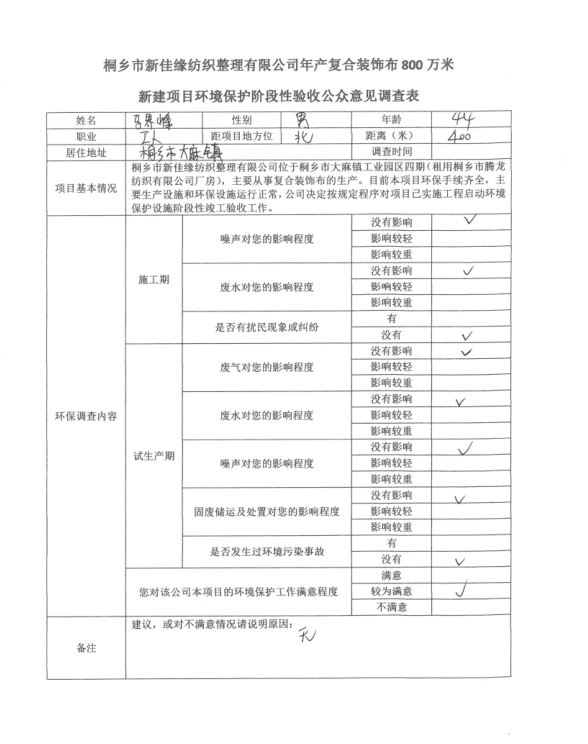 桐乡市新佳缘纺织整理有限公司年产复合装饰布 800 万米
新建项目环境保护阶段性验收公众意见调查表
姓名 性别 男 年龄 44
职业 工人 距项目地方位 北 距离（米） 400
居住地址 桐乡市大麻镇 调查时间
项目基本情况
桐乡市新佳缘纺织整理有限公司位于桐乡市大麻镇工业园区四期（租用桐乡市腾龙
纺织有限公司厂房），主要从事复合装饰布的生产。目前本项目环保手续齐全，主
要生产设施和环保设施运行正常，公司决定按规定程序对项目已实施工程启动环境
保护设施阶段性竣工验收工作。
环保调查内容
施工期
噪声对您的影响程度
没有影响 ✓
影响较轻
影响较重
废水对您的影响程度
没有影响 ✓
影响较轻
影响较重
是否有扰民现象或纠纷
有
没有 ✓
试生产期
废气对您的影响程度
没有影响 ✓
影响较轻
影响较重
废水对您的影响程度
没有影响 ✓
影响较轻
影响较重
噪声对您的影响程度
没有影响 ✓
影响较轻
影响较重
固废储运及处置对您的影响程度
没有影响 ✓
影响较轻
影响较重
是否发生过环境污染事故
有
没有 ✓
您对该公司本项目的环境保护工作满意程度
满意
较为满意 ✓
不满意
备注
建议，或对不满意情况请说明原因：
无